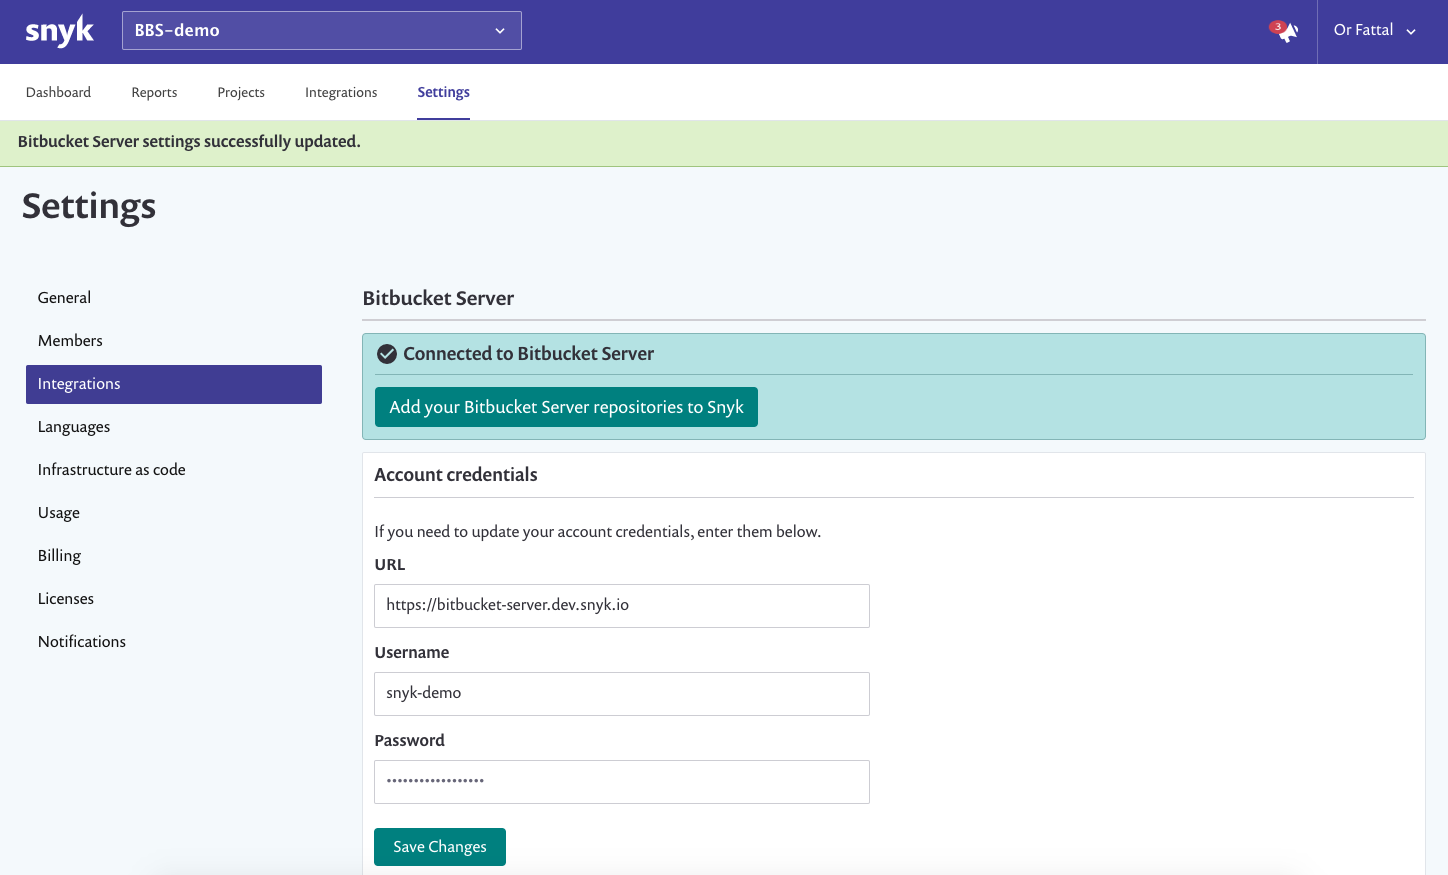 snyk
BBS-demo
3
Or Fattal
Dashboard
Reports
Projects
Integrations
Settings
Bitbucket Server settings successfully updated.
Settings
General
Members
Integrations
Languages
Infrastructure as code
Usage
Billing
Licenses
Notifications
Bitbucket Server
Connected to Bitbucket Server
Add your Bitbucket Server repositories to Snyk
Account credentials
If you need to update your account credentials, enter them below.
URL
https://bitbucket-server.dev.snyk.io
Username
snyk-demo
Password
••••••••••••••••••
Save Changes